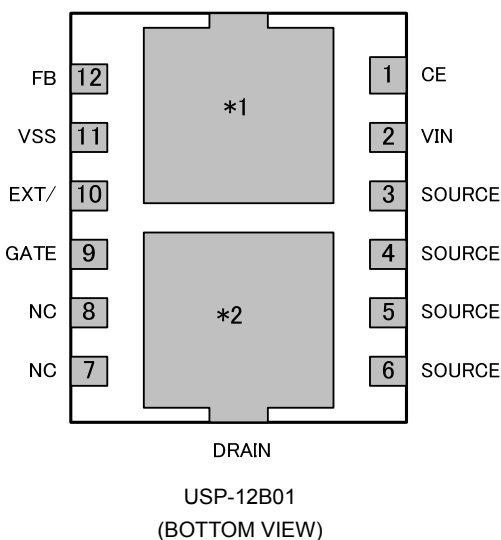 FB 12 *1 1 CE
VSS 11 2 VIN
EXT/ 10 3 SOURCE
GATE 9 4 SOURCE
NC 8 *2 5 SOURCE
NC 7 6 SOURCE
DRAIN
USP-12B01
(BOTTOM VIEW)